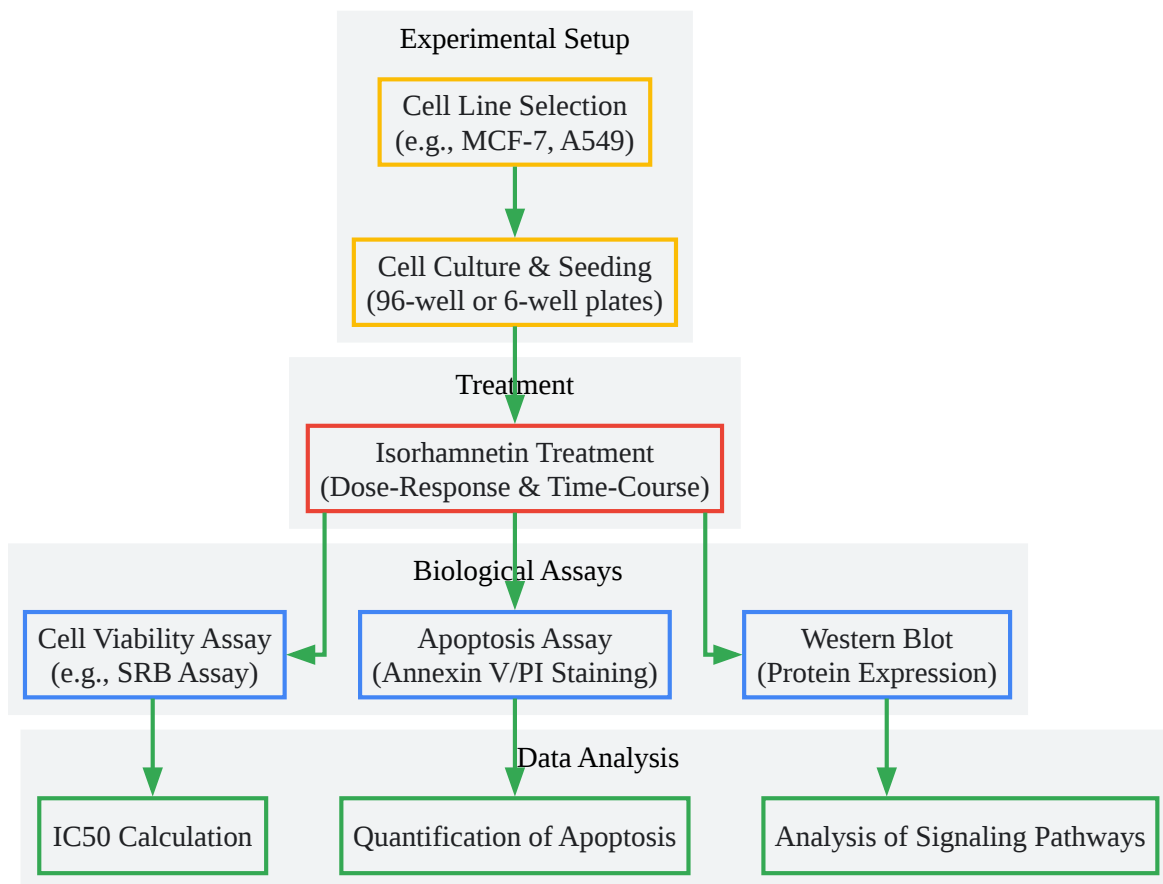 Experimental Setup
Cell Line Selection
(e.g., MCF-7, A549)
Cell Culture & Seeding
(96-well or 6-well plates)
Treatment
Isorhamnetin Treatment
(Dose-Response & Time-Course)
Biological Assays
Cell Viability Assay
(e.g., SRB Assay)
Apoptosis Assay
(Annexin V/PI Staining)
Western Blot
(Protein Expression)
Data Analysis
IC50 Calculation
Quantification of Apoptosis
Analysis of Signaling Pathways